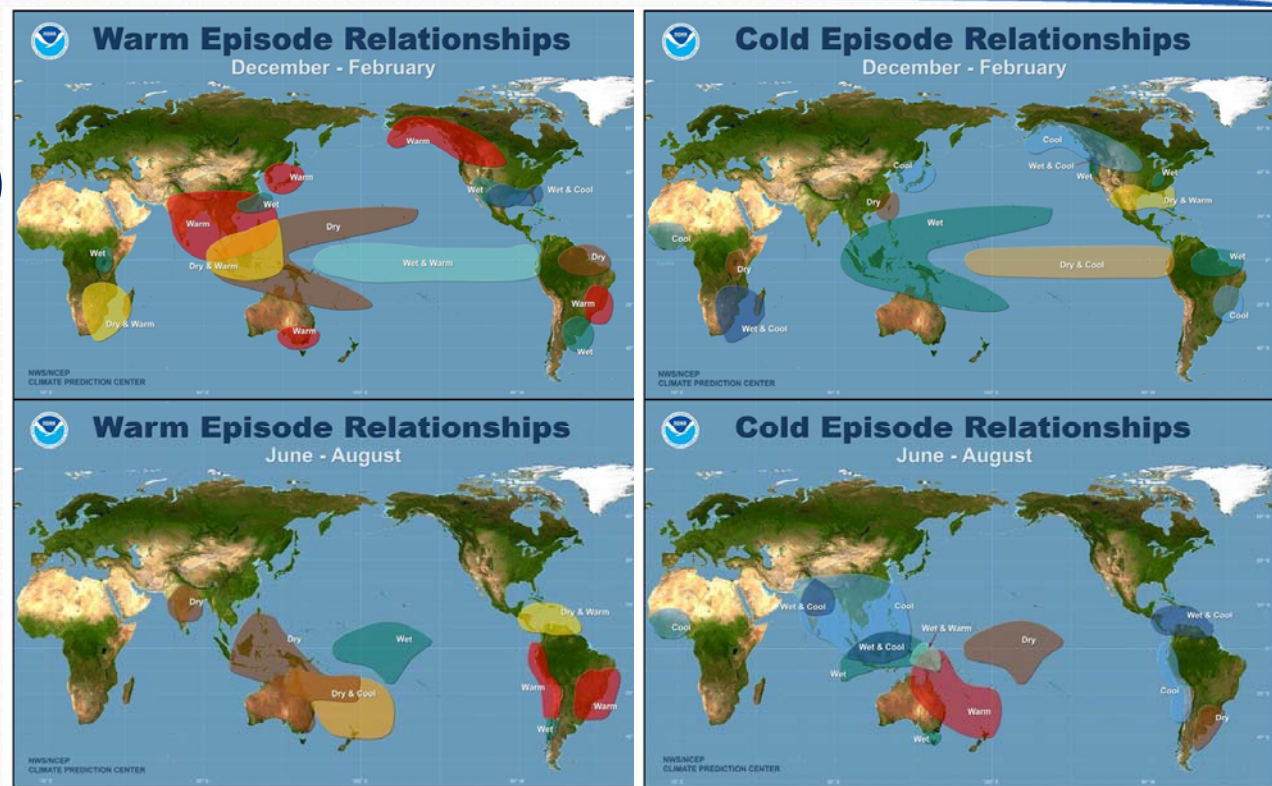 Warm Episode Relationships
December - February
Warm
Warm
Wet
Wet & Cool
Wet
Warm
Dry
Wet
Dry & Warm
Wet & Warm
Dry
Warm
Dry & Warm
Warm
Wet
NWS/NCEP
CLIMATE PREDICTION CENTER
Cold Episode Relationships
December - February
Cool
Wet & Cool
Cool
Wet
Wet
Dry
Dry & Warm
Wet
Cool
Wet
Dry
Dry & Cool
Cool
Wet & Cool
NWS/NCEP
CLIMATE PREDICTION CENTER
Warm Episode Relationships
June - August
Dry
Dry & Warm
Dry
Wet
Warm
Dry & Cool
Warm
Wet
NWS/NCEP
CLIMATE PREDICTION CENTER
Cold Episode Relationships
June - August
Wet & Cool
Cool
Wet & Cool
Cool
Wet & Warm
Dry
Wet & Cool
Wet
Cool
Warm
Dry
Wet
NWS/NCEP
CLIMATE PREDICTION CENTER